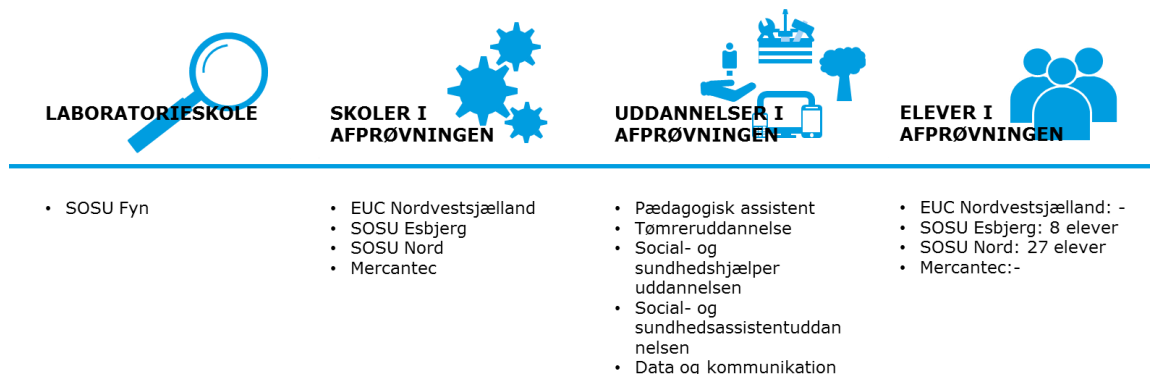 LABORATORIESKOLE
• SOSU Fyn
SKOLER I
AFPRØVNINGEN
• EUC Nordvestsjælland
• SOSU Esbjerg
• SOSU Nord
• Mercantec
UDDANNELSER I
AFPRØVNINGEN
• Pædagogisk assistent
• Tømreruddannelse
• Social- og
sundhedshjælper
uddannelsen
• Social- og
sundhedsassistentuddan
nelsen
• Data og kommunikation
ELEVER I
AFPRØVNINGEN
• EUC Nordvestsjælland: -
• SOSU Esbjerg: 8 elever
• SOSU Nord: 27 elever
• Mercantec:-